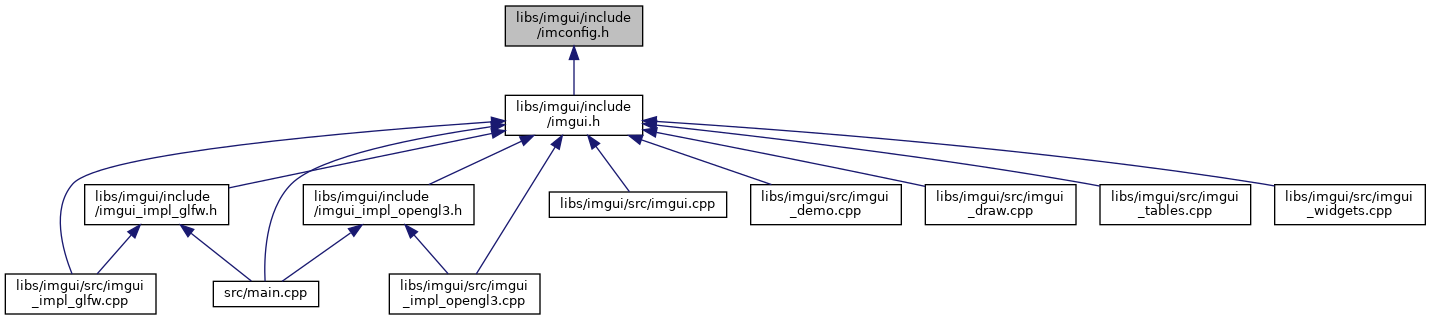 libs/imgui/include
/imconfig.h
libs/imgui/include
/imgui.h
libs/imgui/include
/imgui_impl_glfw.h
libs/imgui/include
/imgui_impl_opengl3.h
libs/imgui/src/imgui.cpp
libs/imgui/src/imgui
_demo.cpp
libs/imgui/src/imgui
_draw.cpp
libs/imgui/src/imgui
_tables.cpp
libs/imgui/src/imgui
_widgets.cpp
libs/imgui/src/imgui
_impl_glfw.cpp
src/main.cpp
libs/imgui/src/imgui
_impl_opengl3.cpp